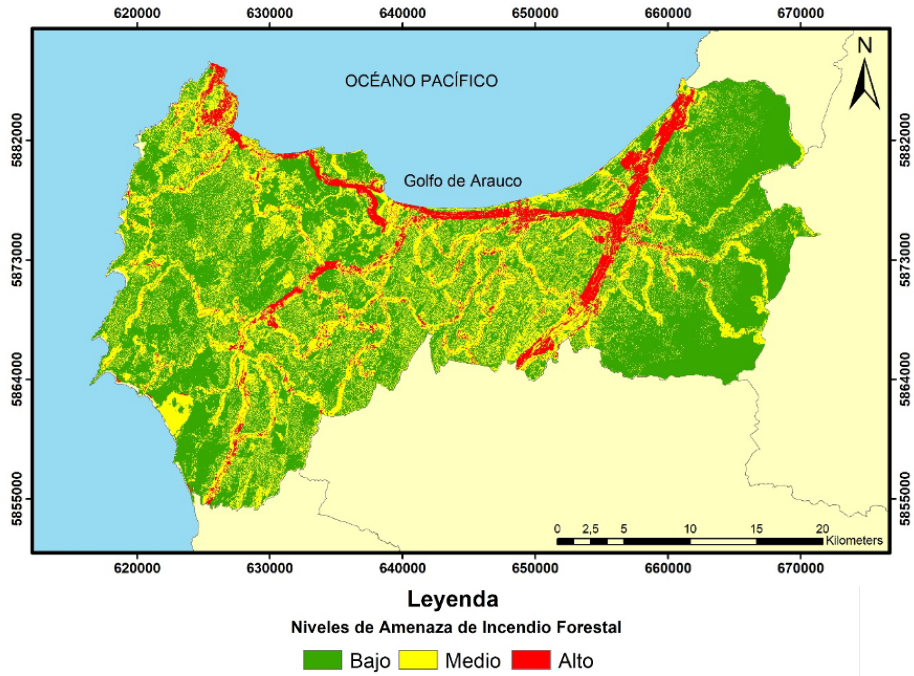 620000 630000 640000 650000 660000 670000
N
OCÉANO PACÍFICO
5882000 5882000
Golfo de Arauco
5873000 5873000
5864000 5864000
5855000 5855000
0 2,5 5 10 15 20
Kilometers
620000 630000 640000 650000 660000 670000
Leyenda
Niveles de Amenaza de Incendio Forestal
Bajo Medio Alto